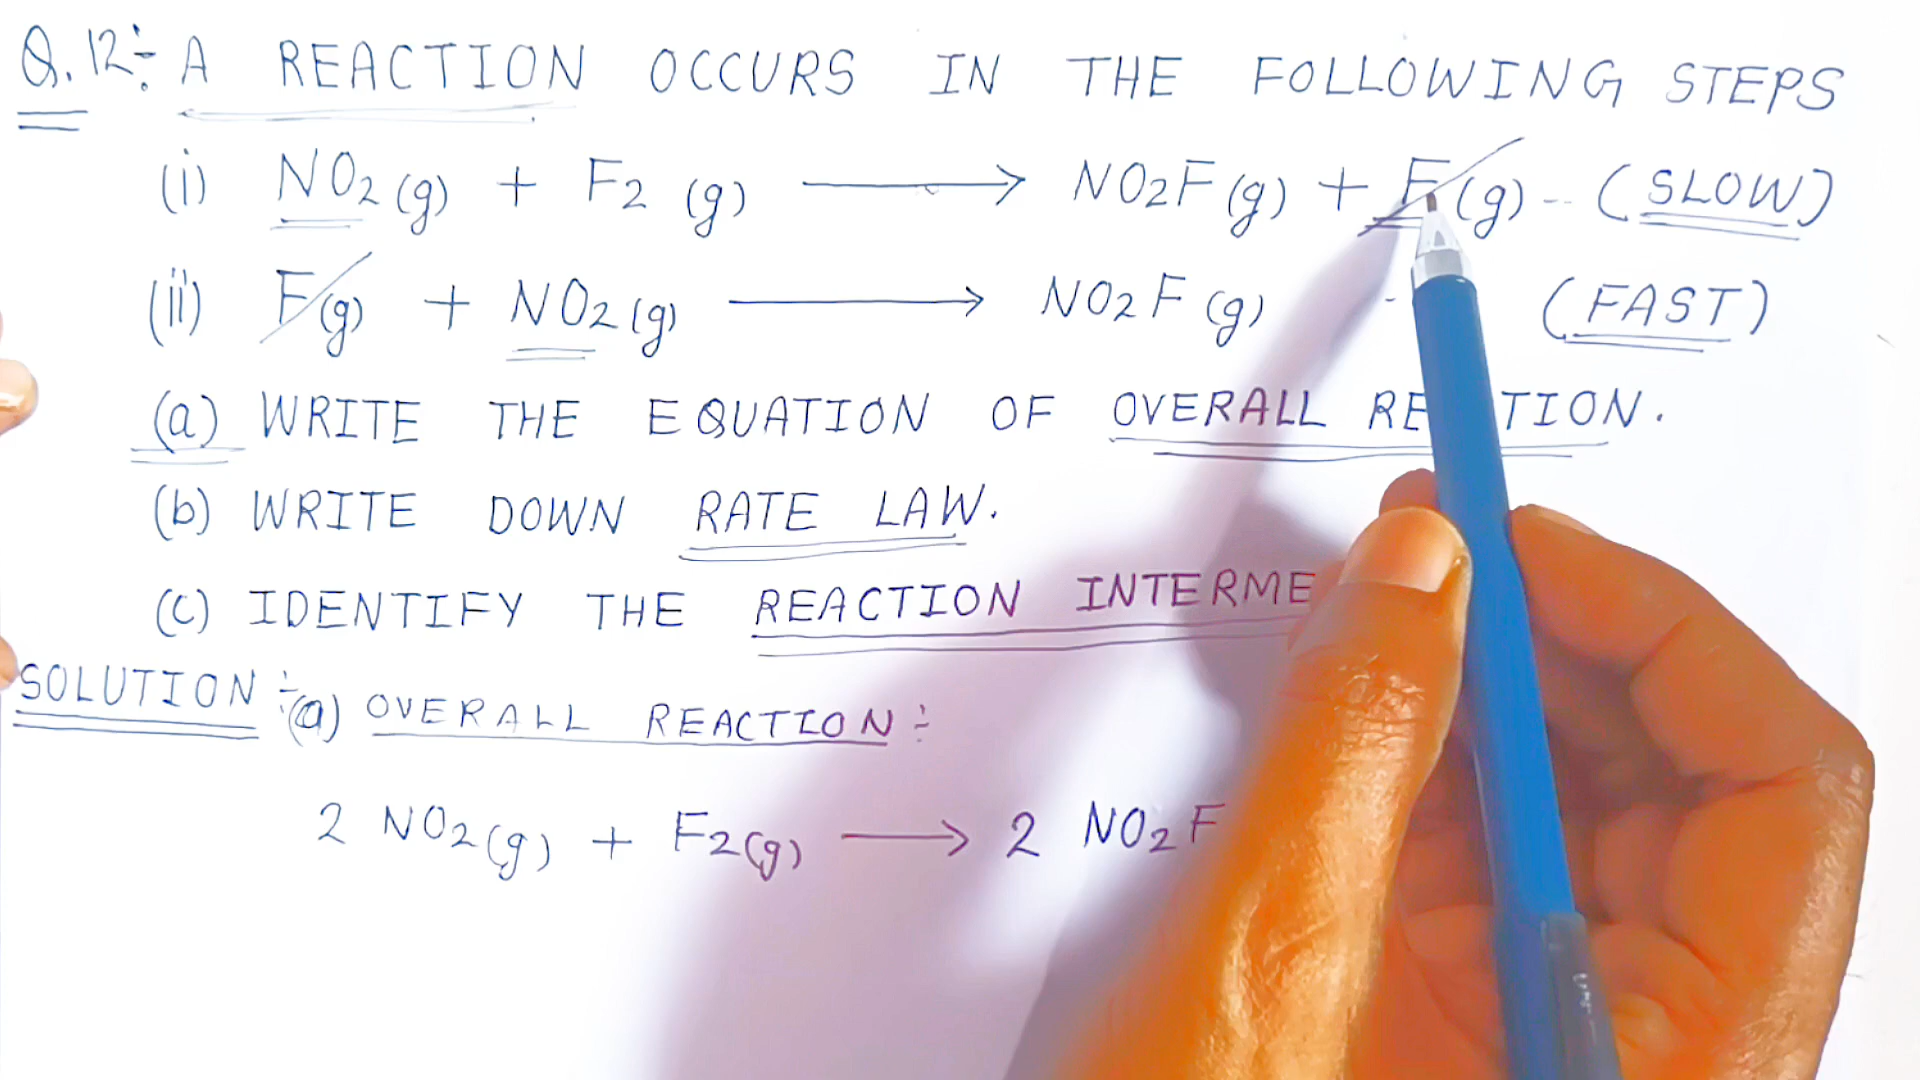 Q.12÷ A REACTION OCCURS IN THE FOLLOWING STEPS
(i) NO2(g) + F2 (g) ⟶ NO2F(g) + F(g) -- (SLOW)
(ii) F(g) + NO2(g) ⟶ NO2F(g) - (FAST)
(a) WRITE THE EQUATION OF OVERALL RE TION.
(b) WRITE DOWN RATE LAW.
(C) IDENTIFY THE REACTION INTERME
SOLUTION ÷(a) OVERALL REACTION ÷
2 NO2(g) + F2(g) ⟶ 2 NO2F